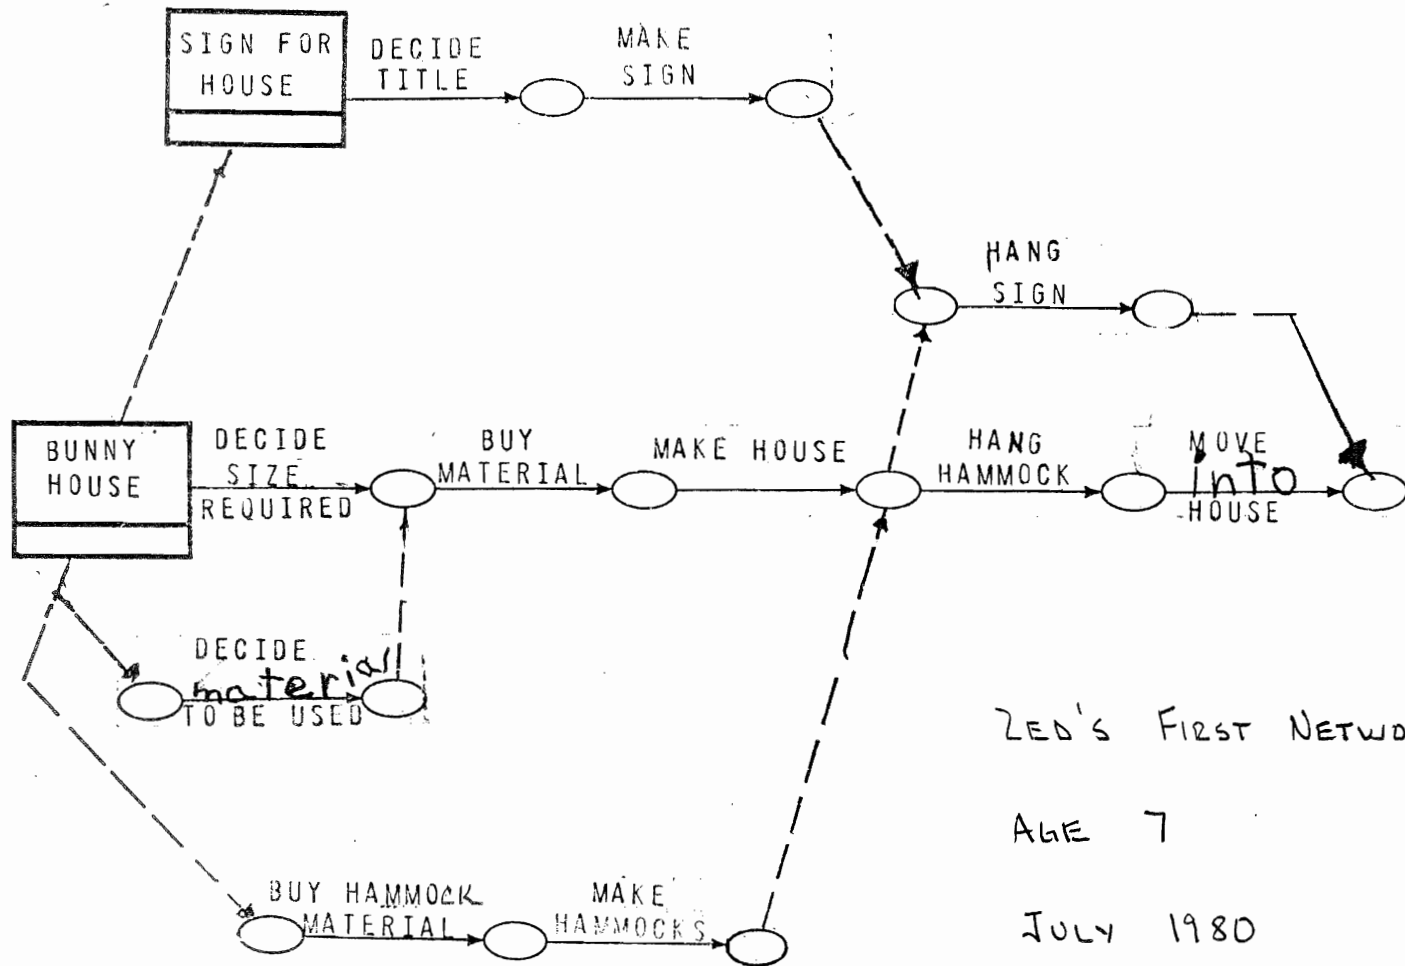 SIGN FOR
HOUSE
DECIDE
TITLE
MAKE
SIGN
HANG
SIGN
BUNNY
HOUSE
DECIDE
SIZE
REQUIRED
BUY
MATERIAL
MAKE HOUSE
HANG
HAMMOCK
MOVE
into
HOUSE
DECIDE
material
TO BE USED
BUY HAMMOCK
MATERIAL
MAKE
HAMMOCKS
ZED'S FIRST NETWO
AGE 7
JULY 1980